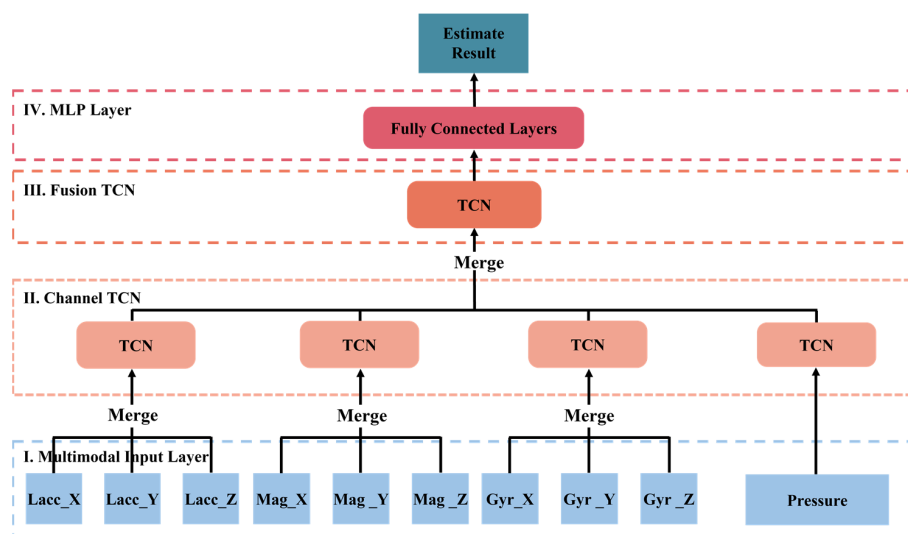 Estimate
Result
IV. MLP Layer
Fully Connected Layers
III. Fusion TCN
TCN
Merge
II. Channel TCN
TCN
TCN
TCN
TCN
Merge
Merge
Merge
I. Multimodal Input Layer
Lacc_X
Lacc_Y
Lacc_Z
Mag_X
Mag _Y
Mag _Z
Gyr_X
Gyr _Y
Gyr _Z
Pressure